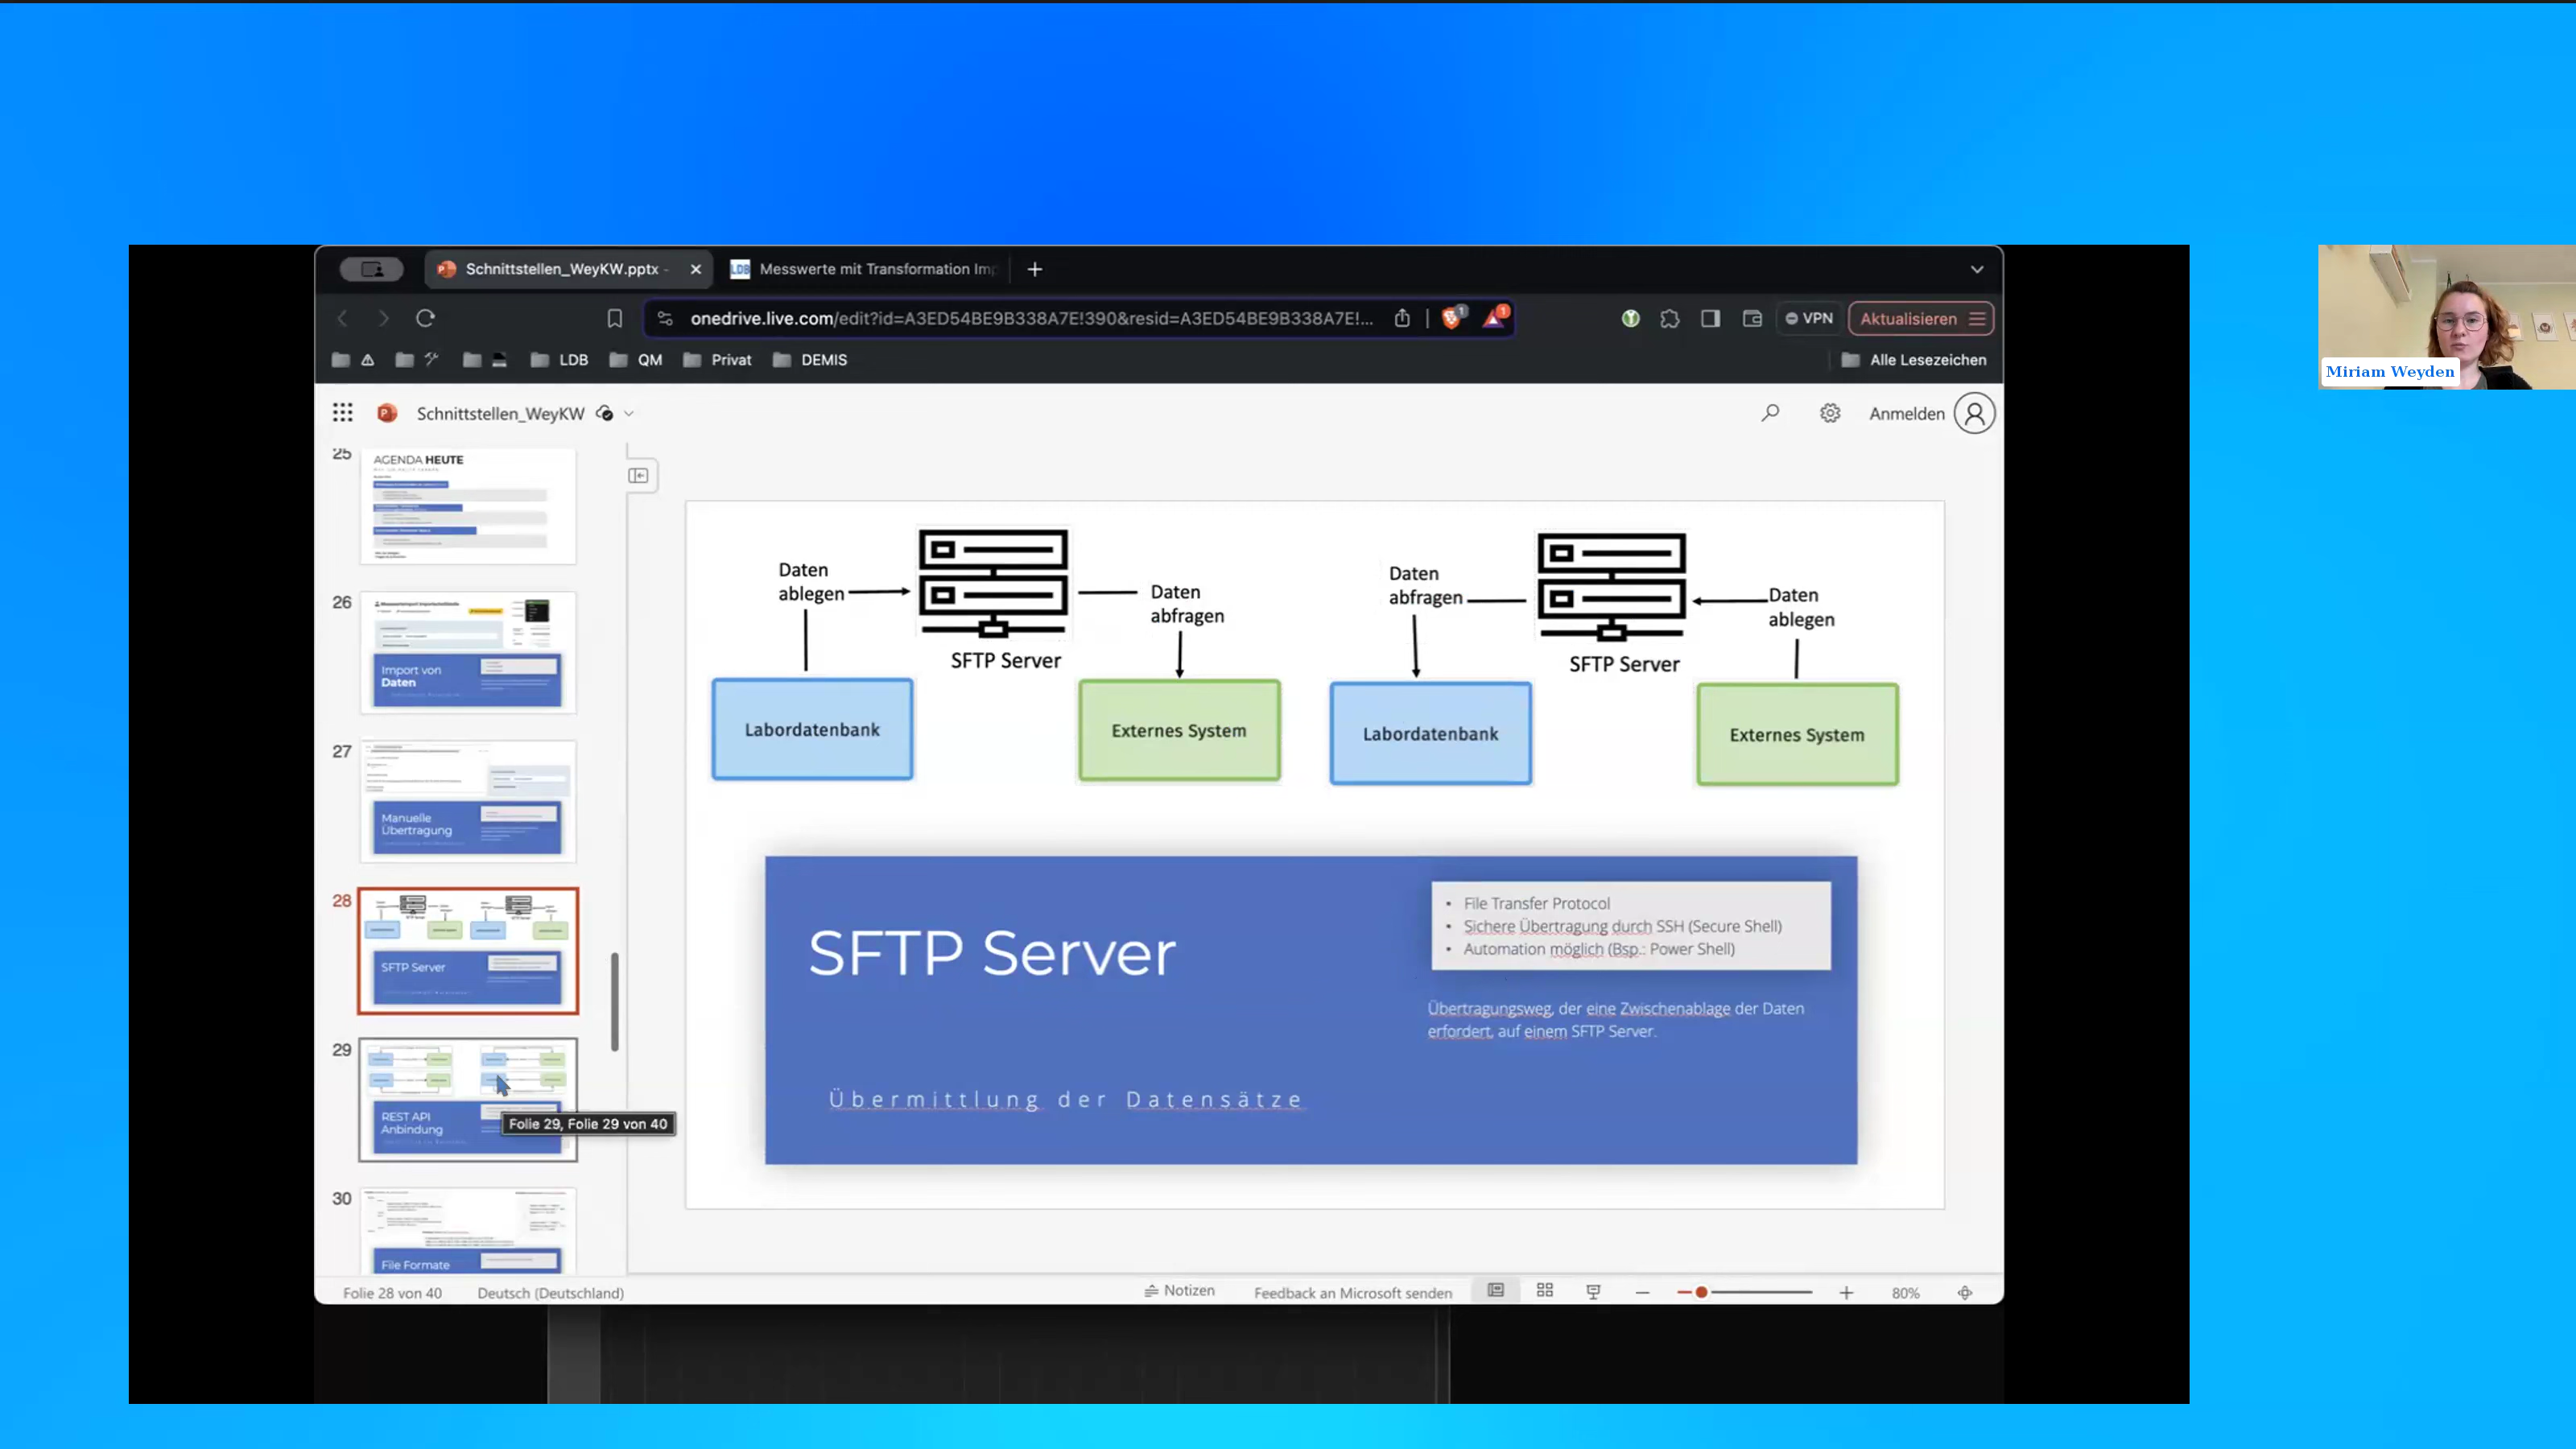 Schnittstellen_WeyKW.pptx -
LDB Messwerte mit Transformation Imp
onedrive.live.com/edit?id=A3ED54BE9B338A7E!390&resid=A3ED54BE9B338A7E!...
1
1
VPN
Aktualisieren
LDB
QM
Privat
DEMIS
Alle Lesezeichen
Schnittstellen_WeyKW
Anmelden
25
AGENDA HEUTE
26
Import von
Daten
27
Manuelle
Übertragung
28
SFTP Server
29
REST API
Anbindung
Folie 29, Folie 29 von 40
30
File Formate
Daten
ablegen
SFTP Server
Daten
abfragen
Labordatenbank
Externes System
Daten
abfragen
SFTP Server
Daten
ablegen
Labordatenbank
Externes System
SFTP Server
Übermittlung der Datensätze
• File Transfer Protocol
• Sichere Übertragung durch SSH (Secure Shell)
• Automation möglich (Bsp.: Power Shell)
Übertragungsweg, der eine Zwischenablage der Daten
erfordert, auf einem SFTP Server.
Folie 28 von 40
Deutsch (Deutschland)
Notizen
Feedback an Microsoft senden
80%
Miriam Weyden